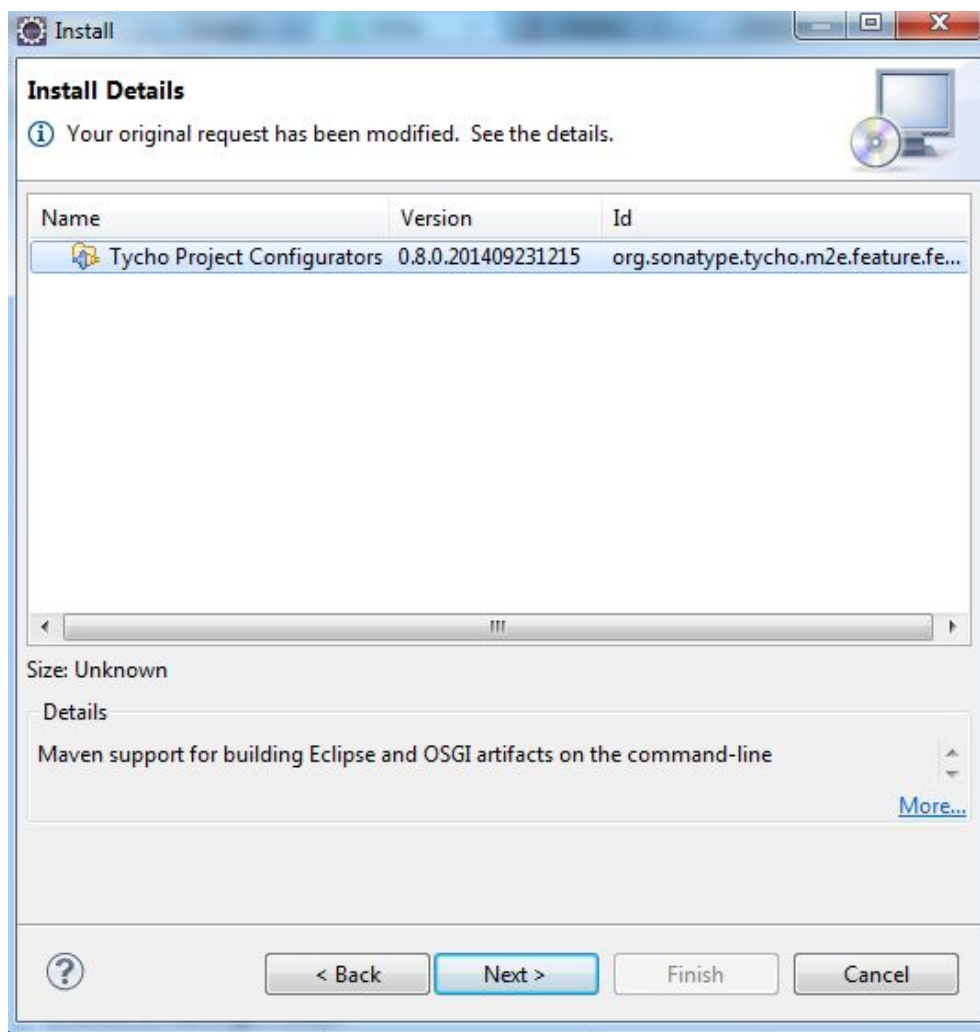 Install
Install Details
Your original request has been modified. See the details.
Name Version Id
Tycho Project Configurators 0.8.0.201409231215 org.sonatype.tycho.m2e.feature.fe...
Size: Unknown
Details
Maven support for building Eclipse and OSGI artifacts on the command-line
More...
< Back Next > Finish Cancel